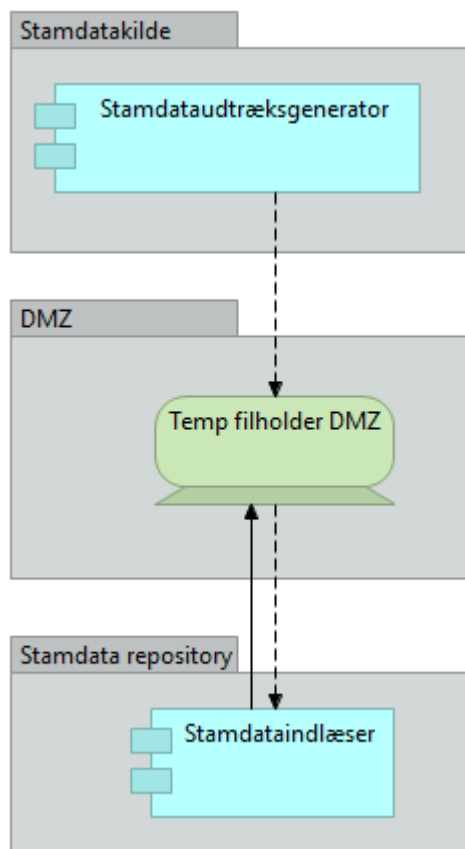 Stamdatakilde
Stamdataudtræksgenerator
DMZ
Temp filholder DMZ
Stamdata repository
Stamdataindlæser